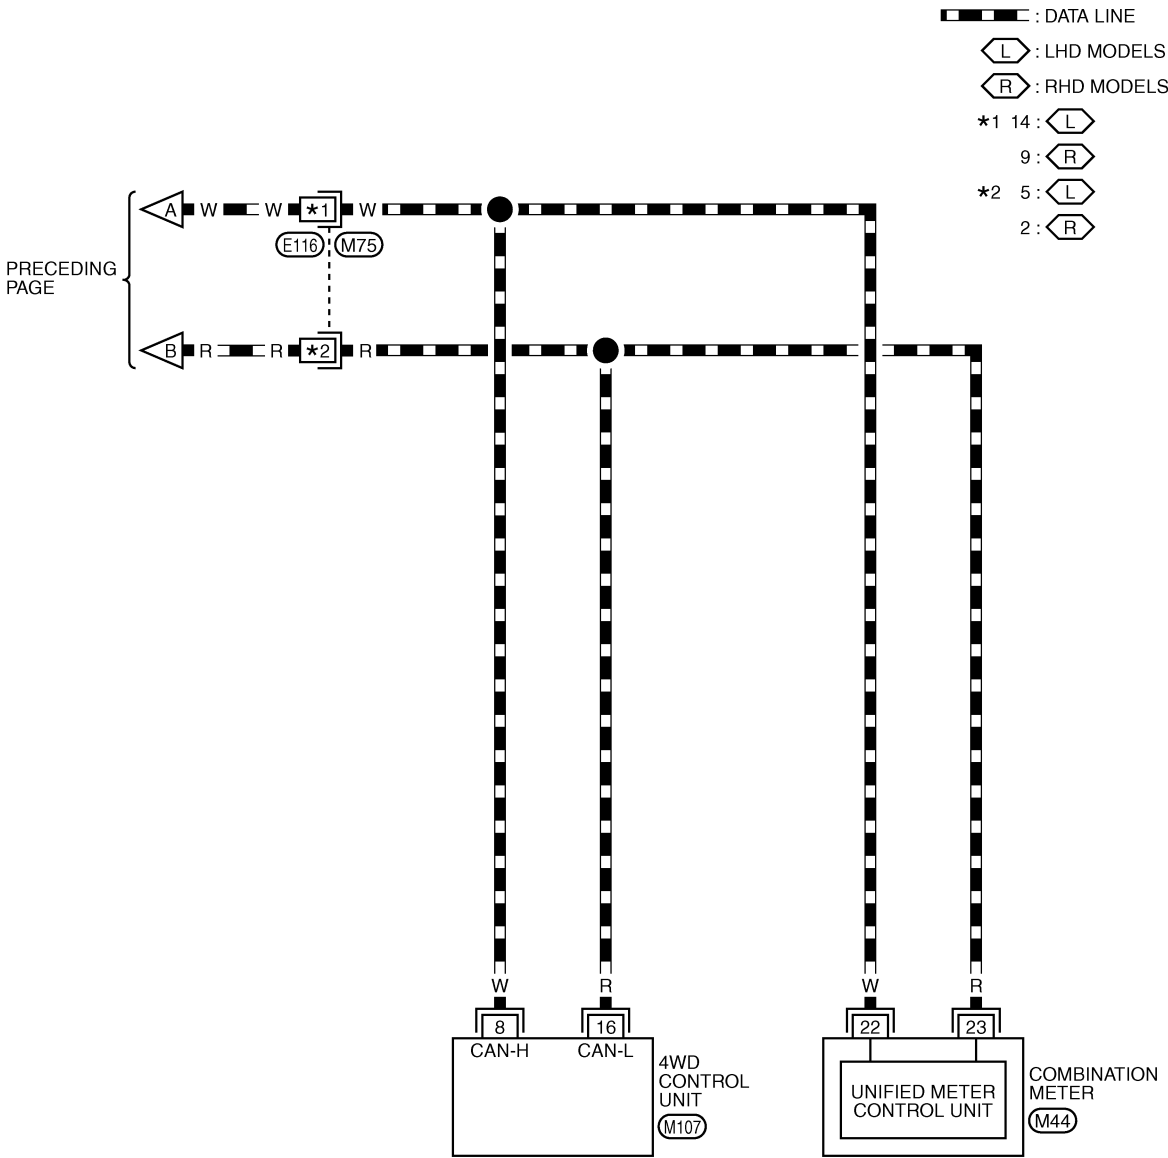 : DATA LINE
L : LHD MODELS
R : RHD MODELS
*1 14 : L
9 : R
*2 5 : L
2 : R
A W W *1 W
E116 M75
PRECEDING
PAGE
B R R *2 R
W R W R
8 16 22 23
CAN-H CAN-L
4WD
CONTROL
UNIT
M107
UNIFIED METER
CONTROL UNIT
COMBINATION
METER
M44